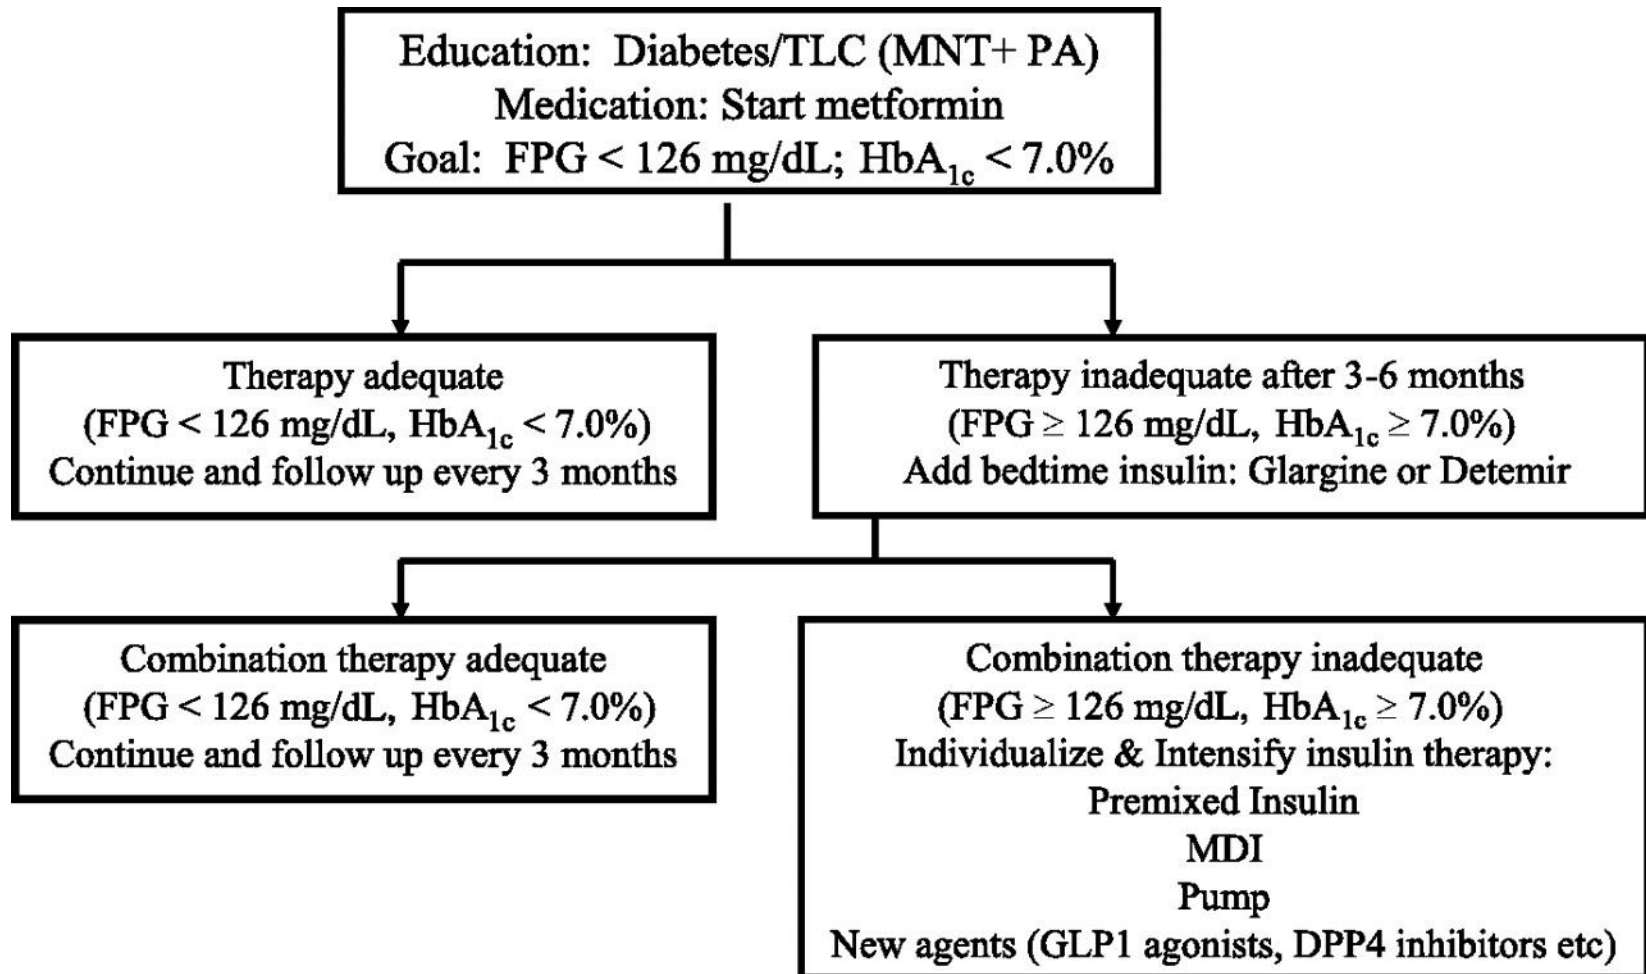 Education: Diabetes/TLC (MNT+ PA)
Medication: Start metformin
Goal: FPG < 126 mg/dL; HbA1c < 7.0%
Therapy adequate
(FPG < 126 mg/dL, HbA1c < 7.0%)
Continue and follow up every 3 months
Therapy inadequate after 3-6 months
(FPG ≥ 126 mg/dL, HbA1c ≥ 7.0%)
Add bedtime insulin: Glargine or Detemir
Combination therapy adequate
(FPG < 126 mg/dL, HbA1c < 7.0%)
Continue and follow up every 3 months
Combination therapy inadequate
(FPG ≥ 126 mg/dL, HbA1c ≥ 7.0%)
Individualize & Intensify insulin therapy:
Premixed Insulin
MDI
Pump
New agents (GLP1 agonists, DPP4 inhibitors etc)